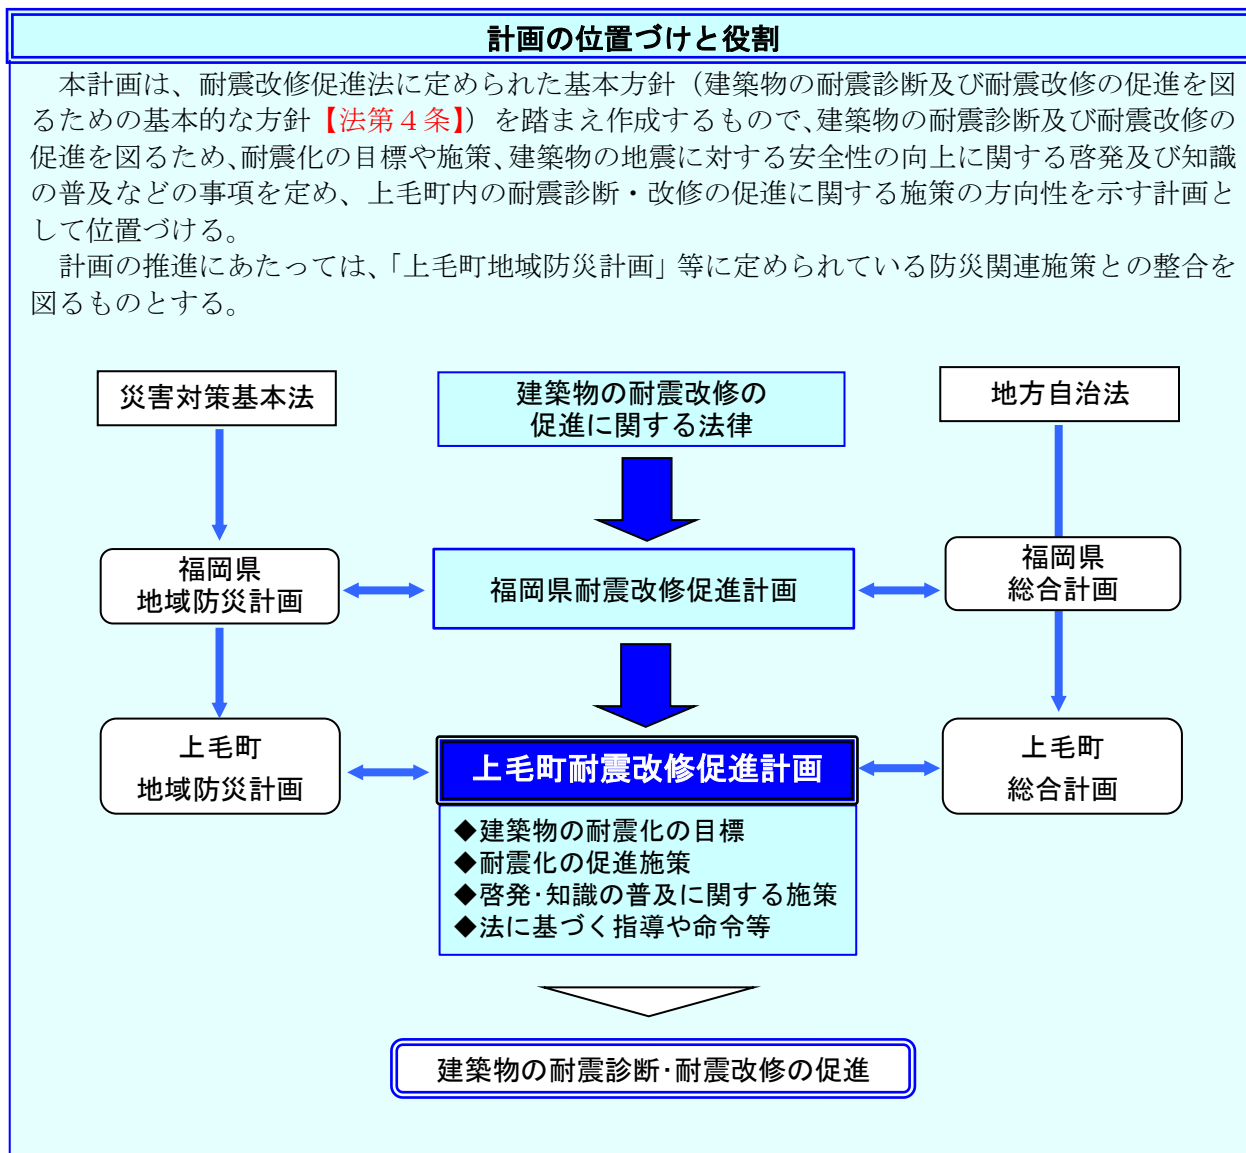 計画の位置づけと役割
本計画は、耐震改修促進法に定められた基本方針（建築物の耐震診断及び耐震改修の促進を図
るための基本的な方針【法第４条】）を踏まえ作成するもので、建築物の耐震診断及び耐震改修の
促進を図るため、耐震化の目標や施策、建築物の地震に対する安全性の向上に関する啓発及び知識
の普及などの事項を定め、上毛町内の耐震診断・改修の促進に関する施策の方向性を示す計画と
して位置づける。
計画の推進にあたっては、「上毛町地域防災計画」等に定められている防災関連施策との整合を
図るものとする。
災害対策基本法
建築物の耐震改修の
促進に関する法律
地方自治法
福岡県
地域防災計画
福岡県耐震改修促進計画
福岡県
総合計画
上毛町
地域防災計画
上毛町耐震改修促進計画
上毛町
総合計画
◆建築物の耐震化の目標
◆耐震化の促進施策
◆啓発･知識の普及に関する施策
◆法に基づく指導や命令等
建築物の耐震診断･耐震改修の促進